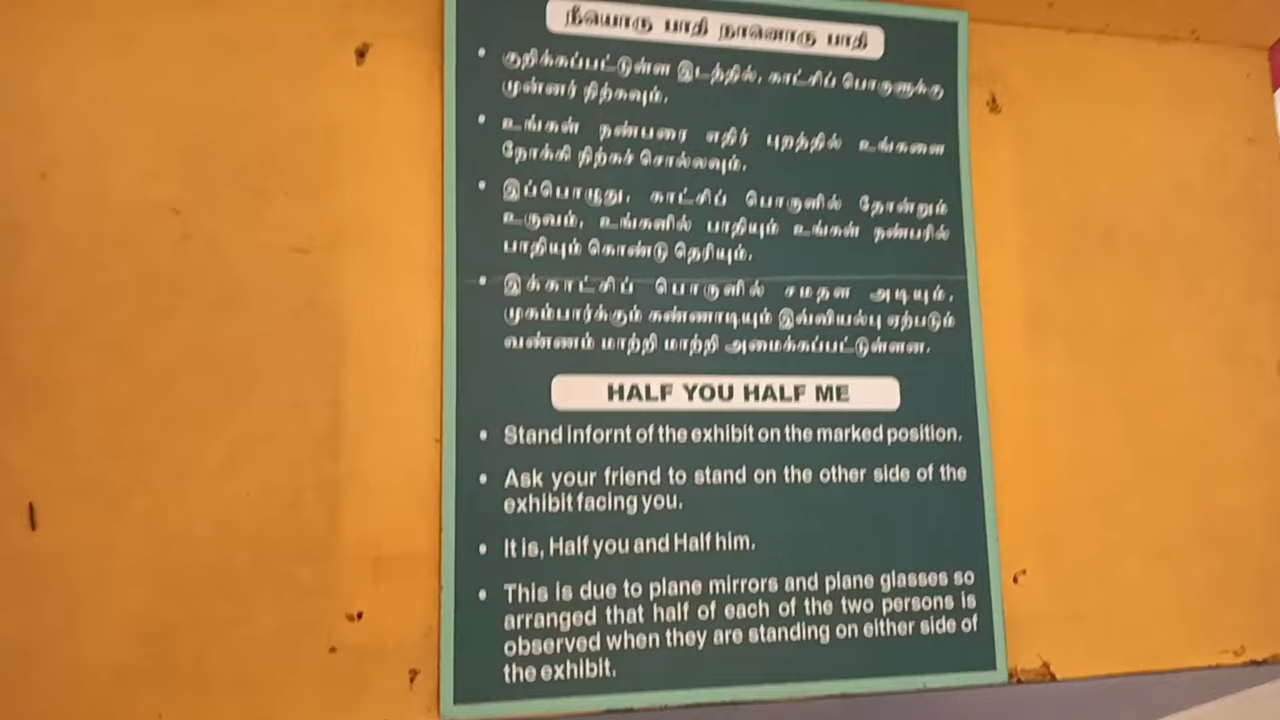 நீயொரு பாதி நானொரு பாதி
• குறிக்கப்பட்டுள்ள இடத்தில், காட்சிப் பொருளுக்கு
முன்னர் நிற்கவும்.
• உங்கள் நண்பரை எதிர் புறத்தில் உங்களை
நோக்கி நிற்கச் சொல்லவும்.
• இப்பொழுது, காட்சிப் பொருளில் தோன்றும்
உருவம், உங்களில் பாதியும் உங்கள் நண்பரில்
பாதியும் கொண்டு தெரியும்.
• இக்காட்சிப் பொருளில் சமதள அடியும்,
முகம்பார்க்கும் கண்ணாடியும் இவ்வியல்பு ஏற்படும்
வண்ணம் மாற்றி மாற்றி அமைக்கப்பட்டுள்ளன.
HALF YOU HALF ME
• Stand infornt of the exhibit on the marked position.
• Ask your friend to stand on the other side of the
exhibit facing you.
• It is, Half you and Half him.
• This is due to plane mirrors and plane glasses so
arranged that half of each of the two persons is
observed when they are standing on either side of
the exhibit.